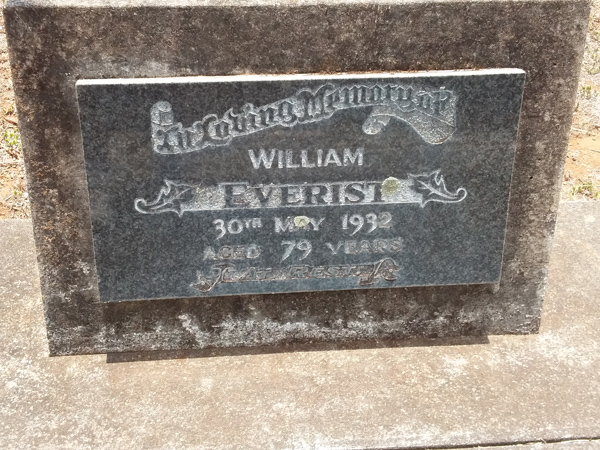 In Loving Memory of
WILLIAM
EVERIST
30TH MAY 1932
AGED 79 YEARS
AT REST